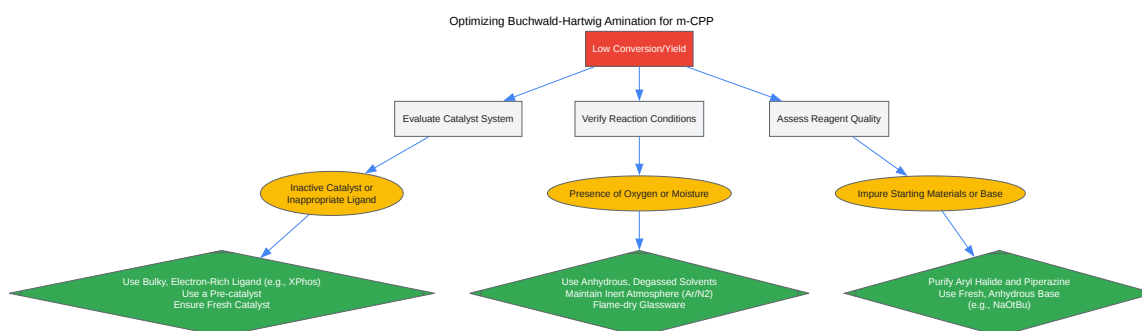 Optimizing Buchwald-Hartwig Amination for m-CPP
Low Conversion/Yield
Evaluate Catalyst System
Verify Reaction Conditions
Assess Reagent Quality
Inactive Catalyst or
Inappropriate Ligand
Presence of Oxygen or Moisture
Impure Starting Materials or Base
Use Bulky, Electron-Rich Ligand (e.g., XPhos)
Use a Pre-catalyst
Ensure Fresh Catalyst
Use Anhydrous, Degassed Solvents
Maintain Inert Atmosphere (Ar/N2)
Flame-dry Glassware
Purify Aryl Halide and Piperazine
Use Fresh, Anhydrous Base
(e.g., NaOtBu)